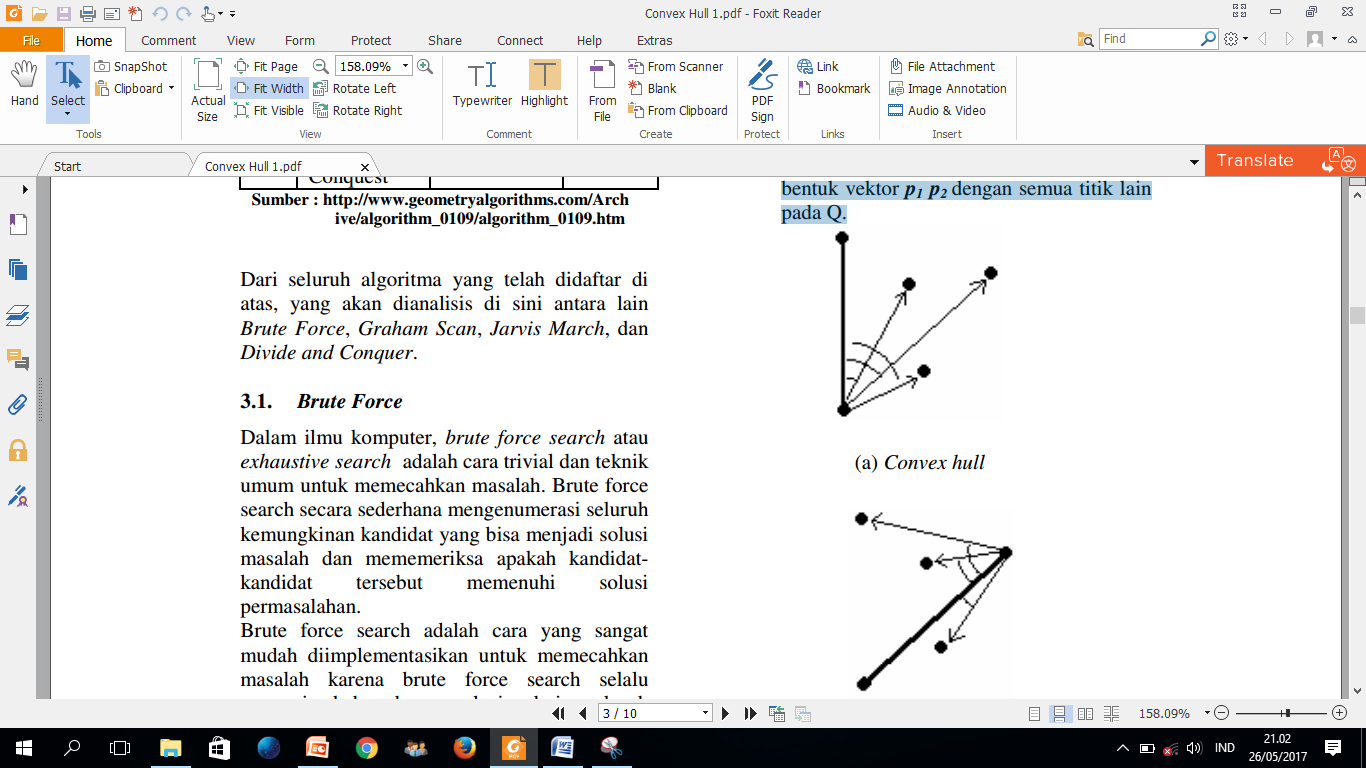 Convex Hull 1.pdf - Foxit Reader
File Home Comment View Form Protect Share Connect Help Extras Find
Hand
Select
SnapShot
Clipboard
Tools
Actual
Size
Fit Page
Fit Width
Fit Visible
158.09%
Rotate Left
Rotate Right
View
Typewriter
Highlight
Comment
From
File
From Scanner
Blank
From Clipboard
Create
PDF
Sign
Protect
Link
Bookmark
Links
File Attachment
Image Annotation
Audio & Video
Insert
Start
Convex Hull 1.pdf
Translate
Conquest
Sumber : http://www.geometryalgorithms.com/Arch
ive/algorithm_0109/algorithm_0109.htm
Dari seluruh algoritma yang telah didaftar di
atas, yang akan dianalisis di sini antara lain
Brute Force, Graham Scan, Jarvis March, dan
Divide and Conquer.
3.1. Brute Force
Dalam ilmu komputer, brute force search atau
exhaustive search adalah cara trivial dan teknik
umum untuk memecahkan masalah. Brute force
search secara sederhana mengenumerasi seluruh
kemungkinan kandidat yang bisa menjadi solusi
masalah dan mememeriksa apakah kandidat-
kandidat tersebut memenuhi solusi
permasalahan.
Brute force search adalah cara yang sangat
mudah diimplementasikan untuk memecahkan
masalah karena brute force search selalu
bentuk vektor p1 p2 dengan semua titik lain
pada Q.
(a) Convex hull
3 / 10
158.09%
IND
21.02
26/05/2017